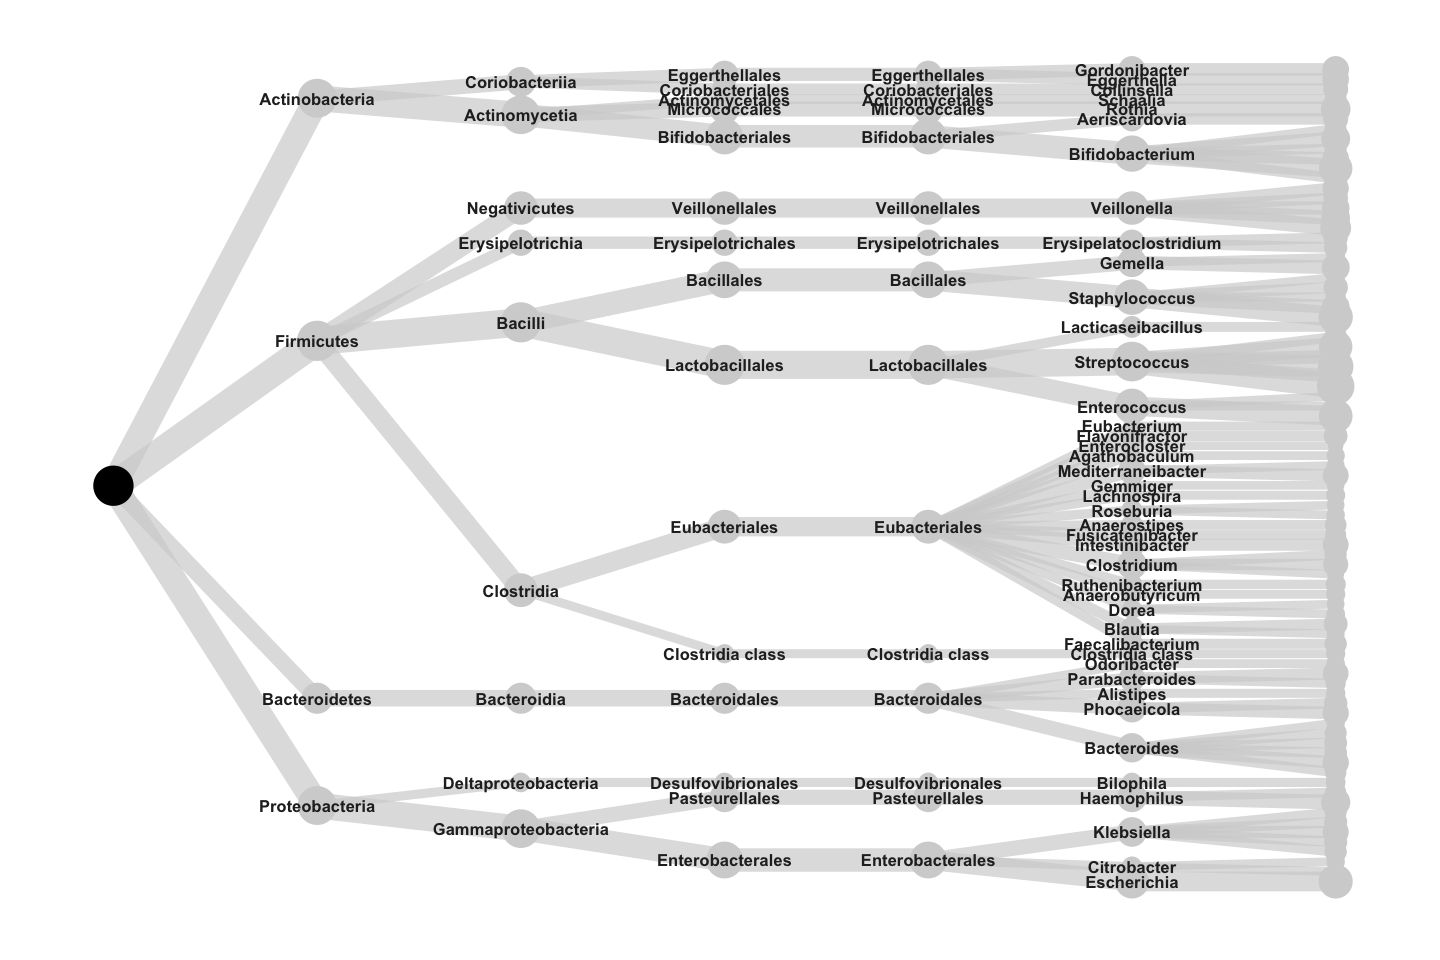 Actinobacteria
Firmicutes
Bacteroidetes
Proteobacteria
Coriobacteriia
Actinomycetia
Negativicutes
Erysipelotrichia
Bacilli
Clostridia
Bacteroidia
Deltaproteobacteria
Gammaproteobacteria
Eggerthellales
Coriobacteriales
Actinomycetales
Micrococcales
Bifidobacteriales
Veillonellales
Erysipelotrichales
Bacillales
Lactobacillales
Eubacteriales
Clostridia class
Bacteroidales
Desulfovibrionales
Pasteurellales
Enterobacterales
Eggerthellales
Coriobacteriales
Actinomycetales
Micrococcales
Bifidobacteriales
Veillonellales
Erysipelotrichales
Bacillales
Lactobacillales
Eubacteriales
Clostridia class
Bacteroidales
Desulfovibrionales
Pasteurellales
Enterobacterales
Gordonibacter
Eggerthella
Collinsella
Schaalia
Rothia
Aeriscardovia
Bifidobacterium
Veillonella
Erysipelatoclostridium
Gemella
Staphylococcus
Lacticaseibacillus
Streptococcus
Enterococcus
Eubacterium
Flavonifractor
Enterocloster
Agathobaculum
Mediterraneibacter
Gemmiger
Lachnospira
Roseburia
Anaerostipes
Fusicatenibacter
Intestinibacter
Clostridium
Ruthenibacterium
Anaerobutyricum
Dorea
Blautia
Faecalibacterium
Clostridia class
Odoribacter
Parabacteroides
Alistipes
Phocaeicola
Bacteroides
Bilophila
Haemophilus
Klebsiella
Citrobacter
Escherichia